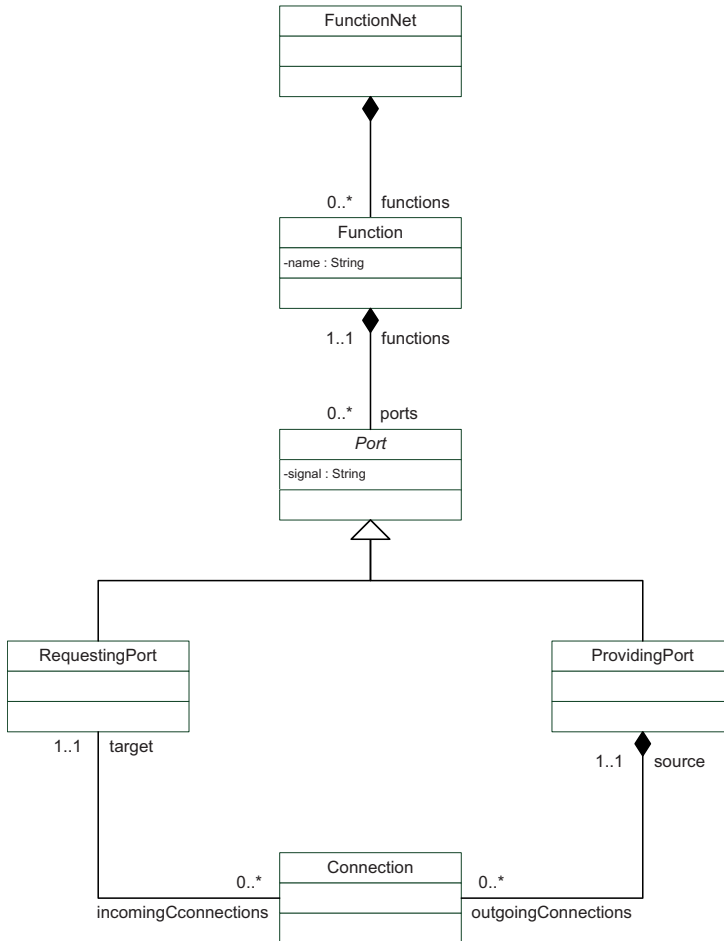 FunctionNet
0..* functions
Function
-name : String
1..1 functions
0..* ports
Port
-signal : String
RequestingPort
ProvidingPort
1..1 target
1..1 source
Connection
0..*
0..*
incomingCconnections
outgoingConnections